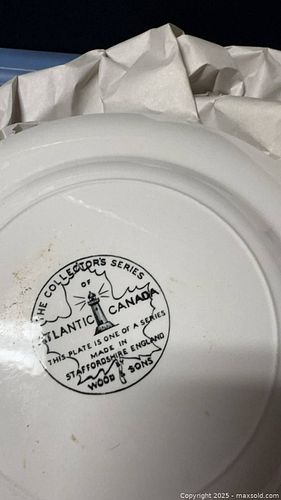 THE COLLECTOR'S SERIES
OF
ATLANTIC CANADA
THIS PLATE IS ONE OF A SERIES
MADE IN
STAFFORDSHIRE ENGLAND
BY
WOOD & SONS
Copyright 2025 - maxsold.com